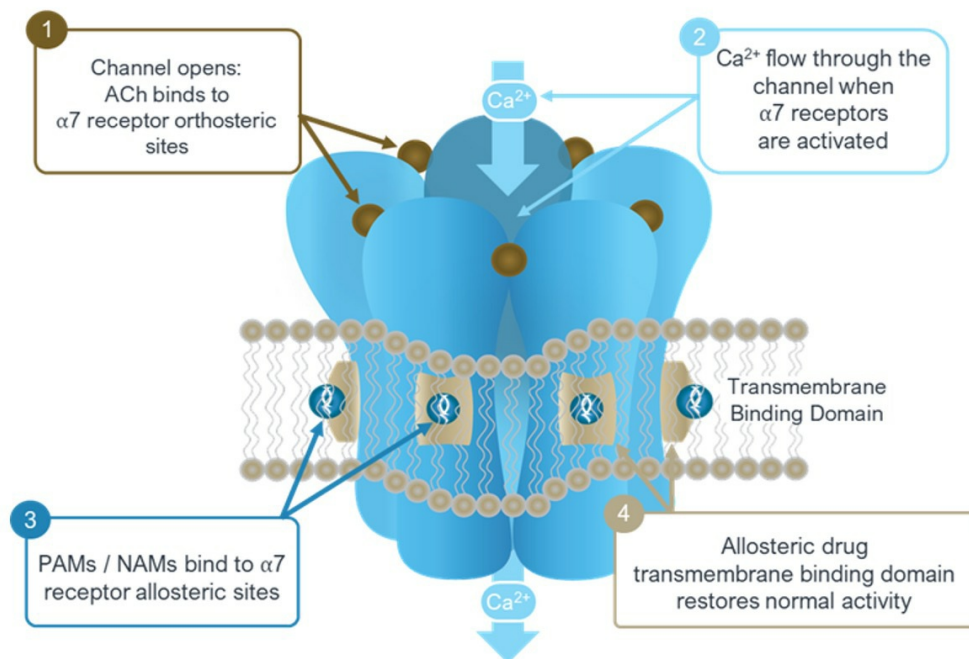 1
Channel opens:
ACh binds to
α7 receptor orthosteric
sites
2
Ca²⁺ flow through the
channel when
α7 receptors
are activated
Ca²⁺
Transmembrane
Binding Domain
3
PAMs / NAMs bind to α7
receptor allosteric sites
4
Allosteric drug
transmembrane binding domain
restores normal activity
Ca²⁺